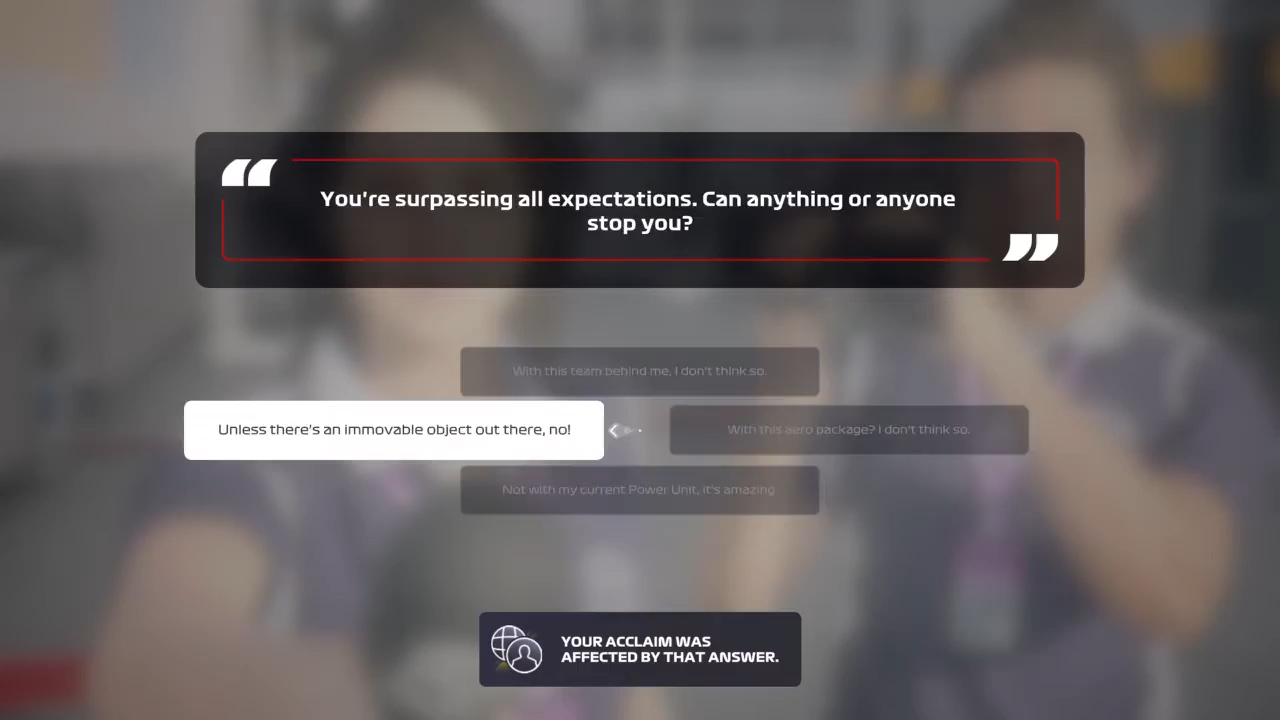 You're surpassing all expectations. Can anything or anyone
stop you?
With this team behind me, I don't think so.
Unless there's an immovable object out there, no!
With this aero package? I don't think so.
Not with my current Power Unit, it's amazing
YOUR ACCLAIM WAS
AFFECTED BY THAT ANSWER.